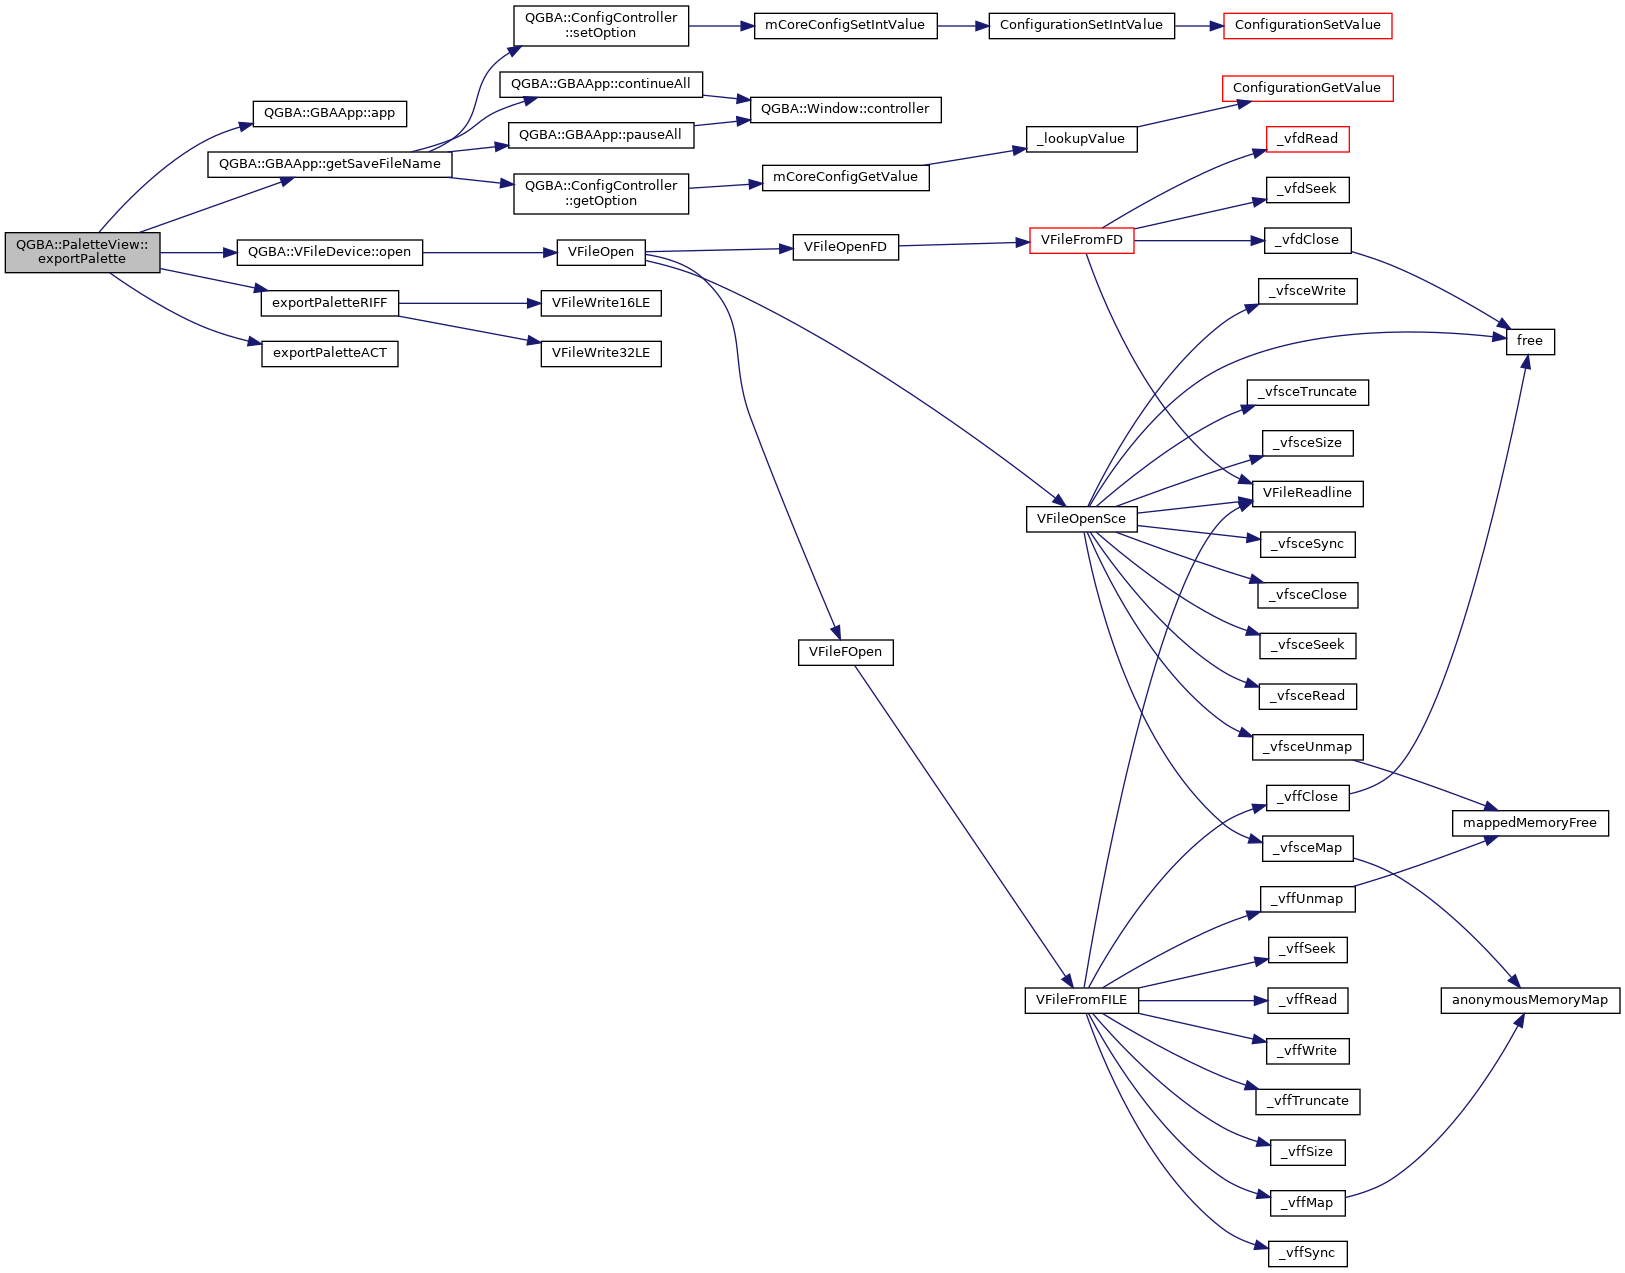 QGBA::PaletteView::
exportPalette
QGBA::GBAApp::app
QGBA::GBAApp::getSaveFileName
QGBA::VFileDevice::open
exportPaletteRIFF
exportPaletteACT
QGBA::ConfigController
::setOption
QGBA::GBAApp::continueAll
QGBA::GBAApp::pauseAll
QGBA::ConfigController
::getOption
VFileOpen
VFileWrite16LE
VFileWrite32LE
mCoreConfigSetIntValue
QGBA::Window::controller
mCoreConfigGetValue
VFileOpenFD
VFileFOpen
ConfigurationSetIntValue
_lookupValue
VFileFromFD
VFileOpenSce
VFileFromFILE
ConfigurationSetValue
ConfigurationGetValue
_vfdRead
_vfdSeek
_vfdClose
_vfsceWrite
_vfsceTruncate
_vfsceSize
VFileReadline
_vfsceSync
_vfsceClose
_vfsceSeek
_vfsceRead
_vfsceUnmap
_vffClose
_vfsceMap
_vffUnmap
_vffSeek
_vffRead
_vffWrite
_vffTruncate
_vffSize
_vffMap
_vffSync
free
mappedMemoryFree
anonymousMemoryMap